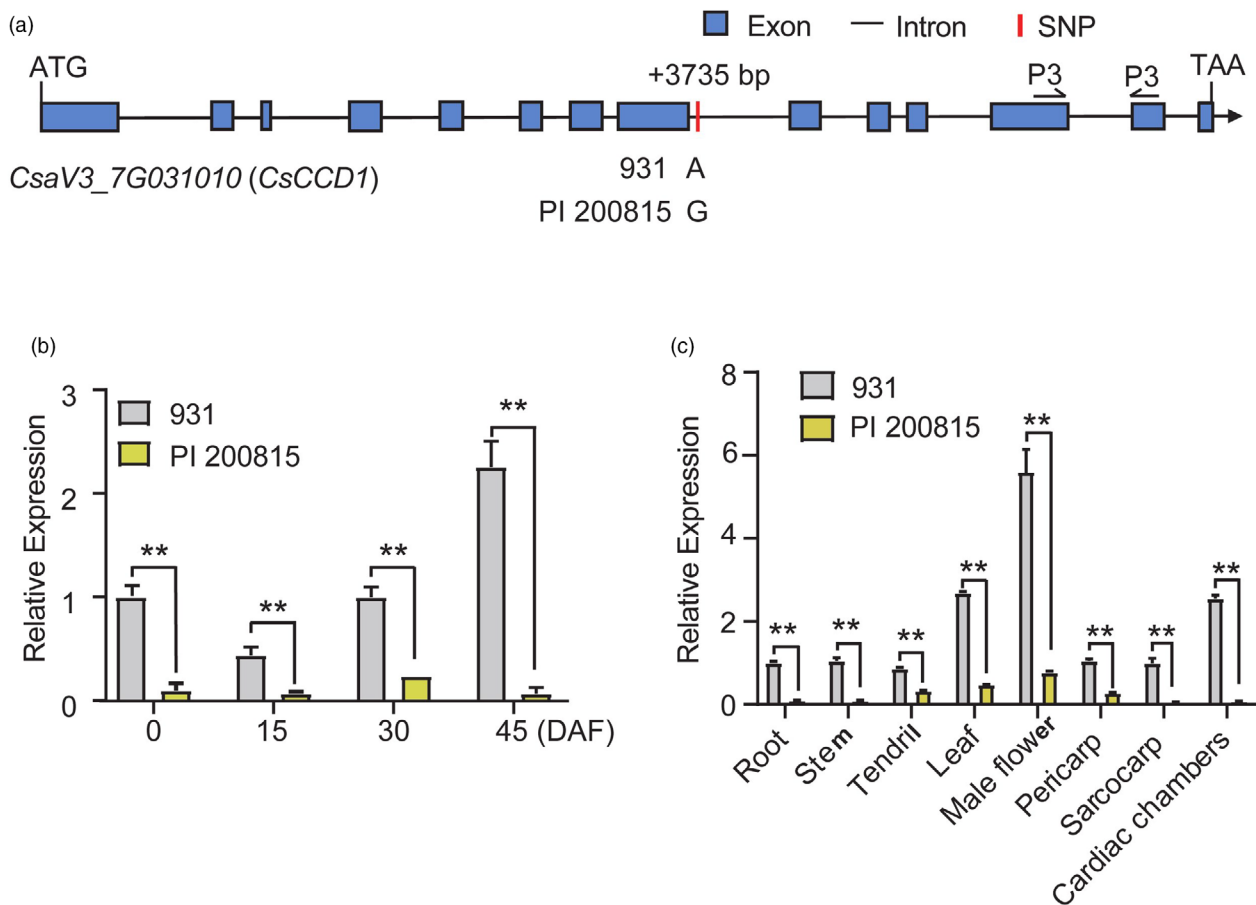 (a)
Exon
Intron
SNP
ATG
+3735 bp
P3
P3
TAA
931 A
CsaV3_7G031010 (CsCCD1)
PI 200815 G
(b)
Relative Expression
3
2
1
0
931
PI 200815
**
**
**
**
0 15 30 45 (DAF)
(c)
Relative Expression
8
6
4
2
0
931
PI 200815
**
**
**
**
**
**
**
**
Root
Stem
Tendril
Leaf
Male flower
Pericarp
Sarcocarp
Cardiac chambers